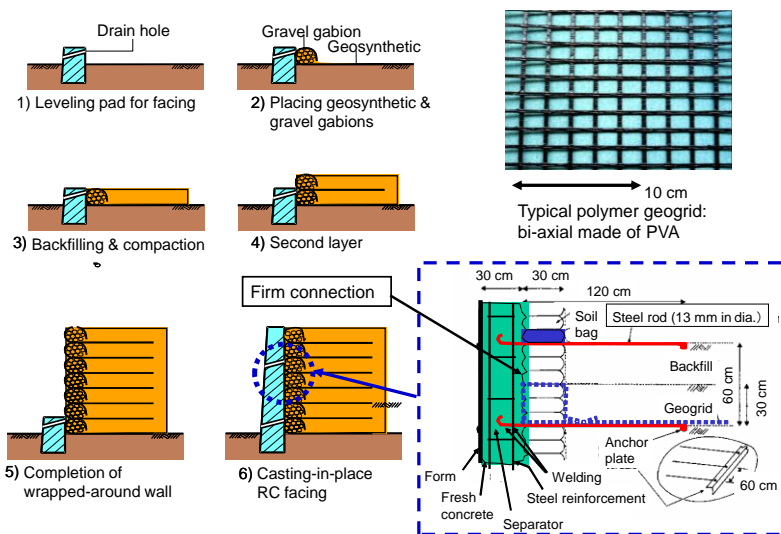 Drain hole
1) Leveling pad for facing
Gravel gabion
Geosynthetic
2) Placing geosynthetic &
gravel gabions
10 cm
Typical polymer geogrid:
bi-axial made of PVA
3) Backfilling & compaction
4) Second layer
5) Completion of
wrapped-around wall
6) Casting-in-place
RC facing
Firm connection
30 cm
30 cm
120 cm
Soil
bag
Steel rod (13 mm in dia.)
Backfill
60 cm
30 cm
Geogrid
Anchor
plate
60 cm
Welding
Form
Steel reinforcement
Fresh
concrete
Separator